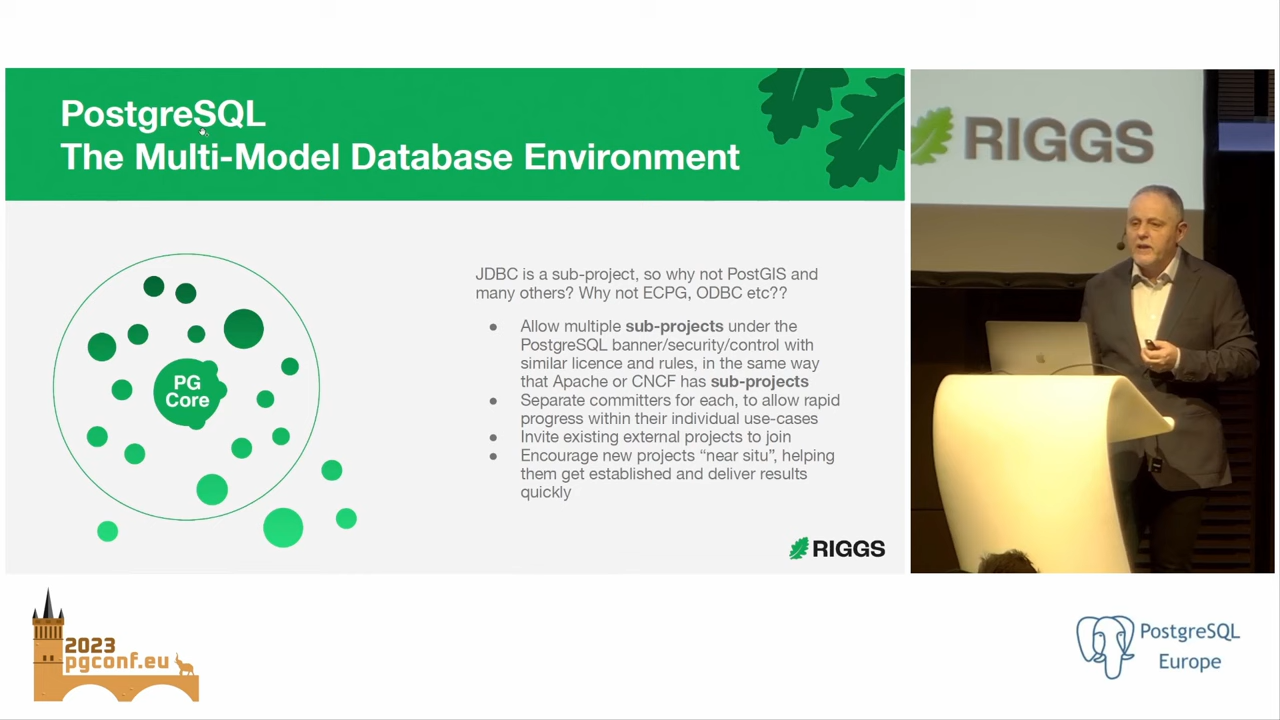 PostgreSQL
The Multi-Model Database Environment
JDBC is a sub-project, so why not PostGIS and
many others? Why not ECPG, ODBC etc??
● Allow multiple sub-projects under the
PostgreSQL banner/security/control with
similar licence and rules, in the same way
that Apache or CNCF has sub-projects
● Separate committers for each, to allow rapid
progress within their individual use-cases
● Invite existing external projects to join
● Encourage new projects “near situ”, helping
them get established and deliver results
quickly
PG
Core
RIGGS
RIGGS
2023
pgconf.eu
PostgreSQL
Europe